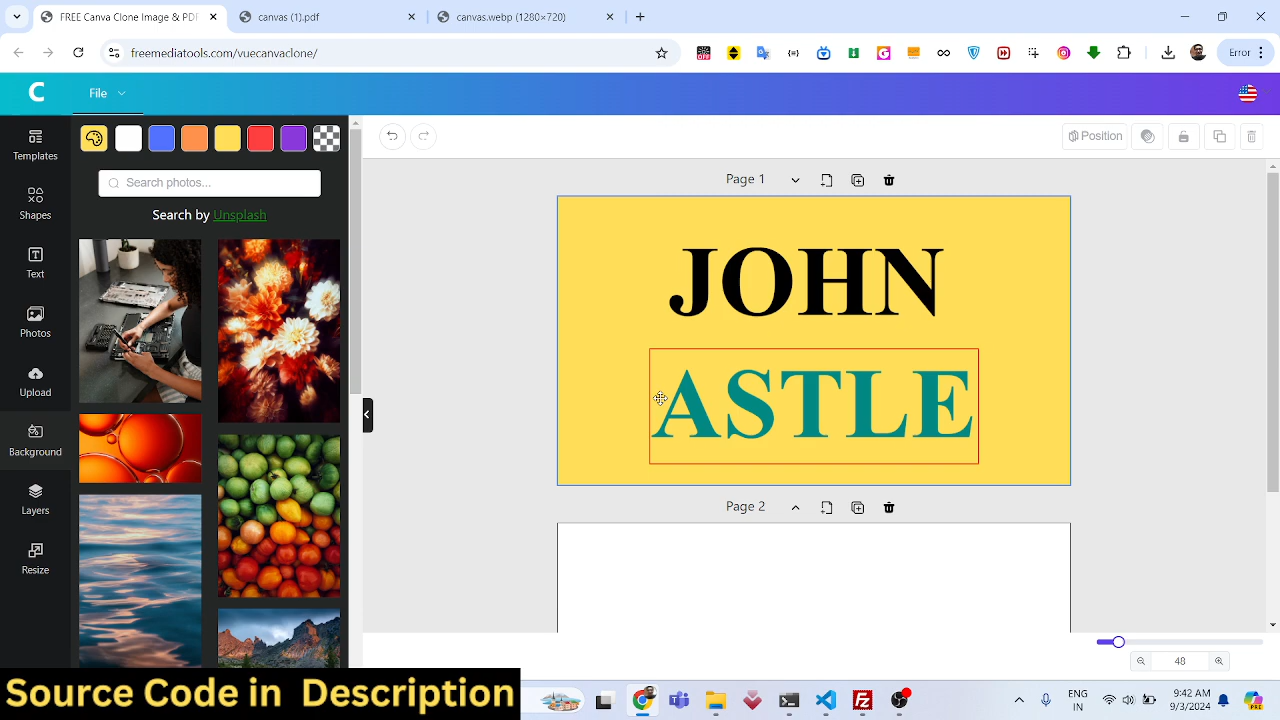 FREE Canva Clone Image & PDF
canvas (1).pdf
canva.webp (1280×720)
freemediatools.com/vuecanvaclone/
Error
C
File
Templates
Shapes
Text
Photos
Upload
Background
Layers
Resize
Search photos...
Search by Unsplash
Position
Page 1
JOHN
ASTLE
Page 2
48
Source Code in Description
ENG
IN
9:42 AM
9/3/2024